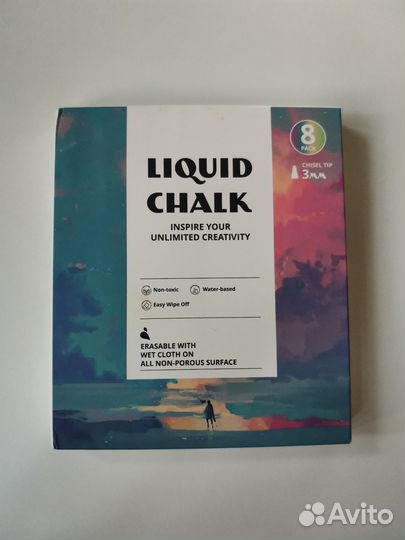 8
PACK
CHISEL TIP
3мм
LIQUID
CHALK
INSPIRE YOUR
UNLIMITED CREATIVITY
Non-toxic
Water-based
Easy Wipe Off
ERASABLE WITH
WET CLOTH ON
ALL NON-POROUS SURFACE
Avito